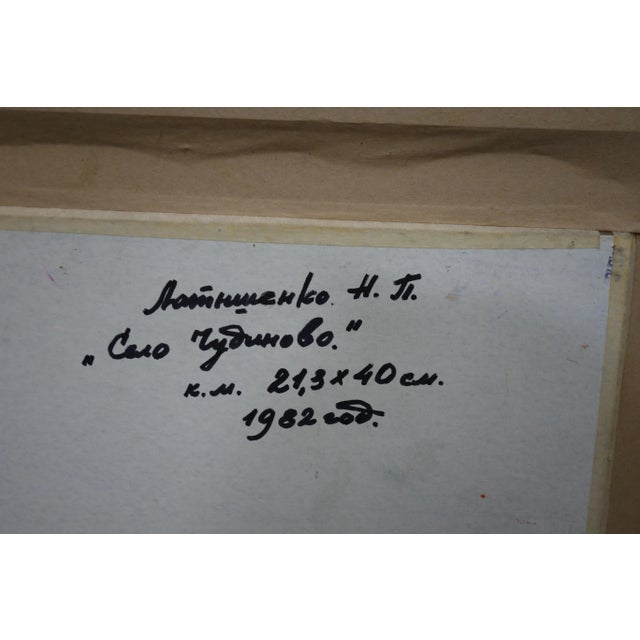 Латышенко Н. П.
„Село Чудиново."
к.м. 21,3 х 40 см.
1982 год.